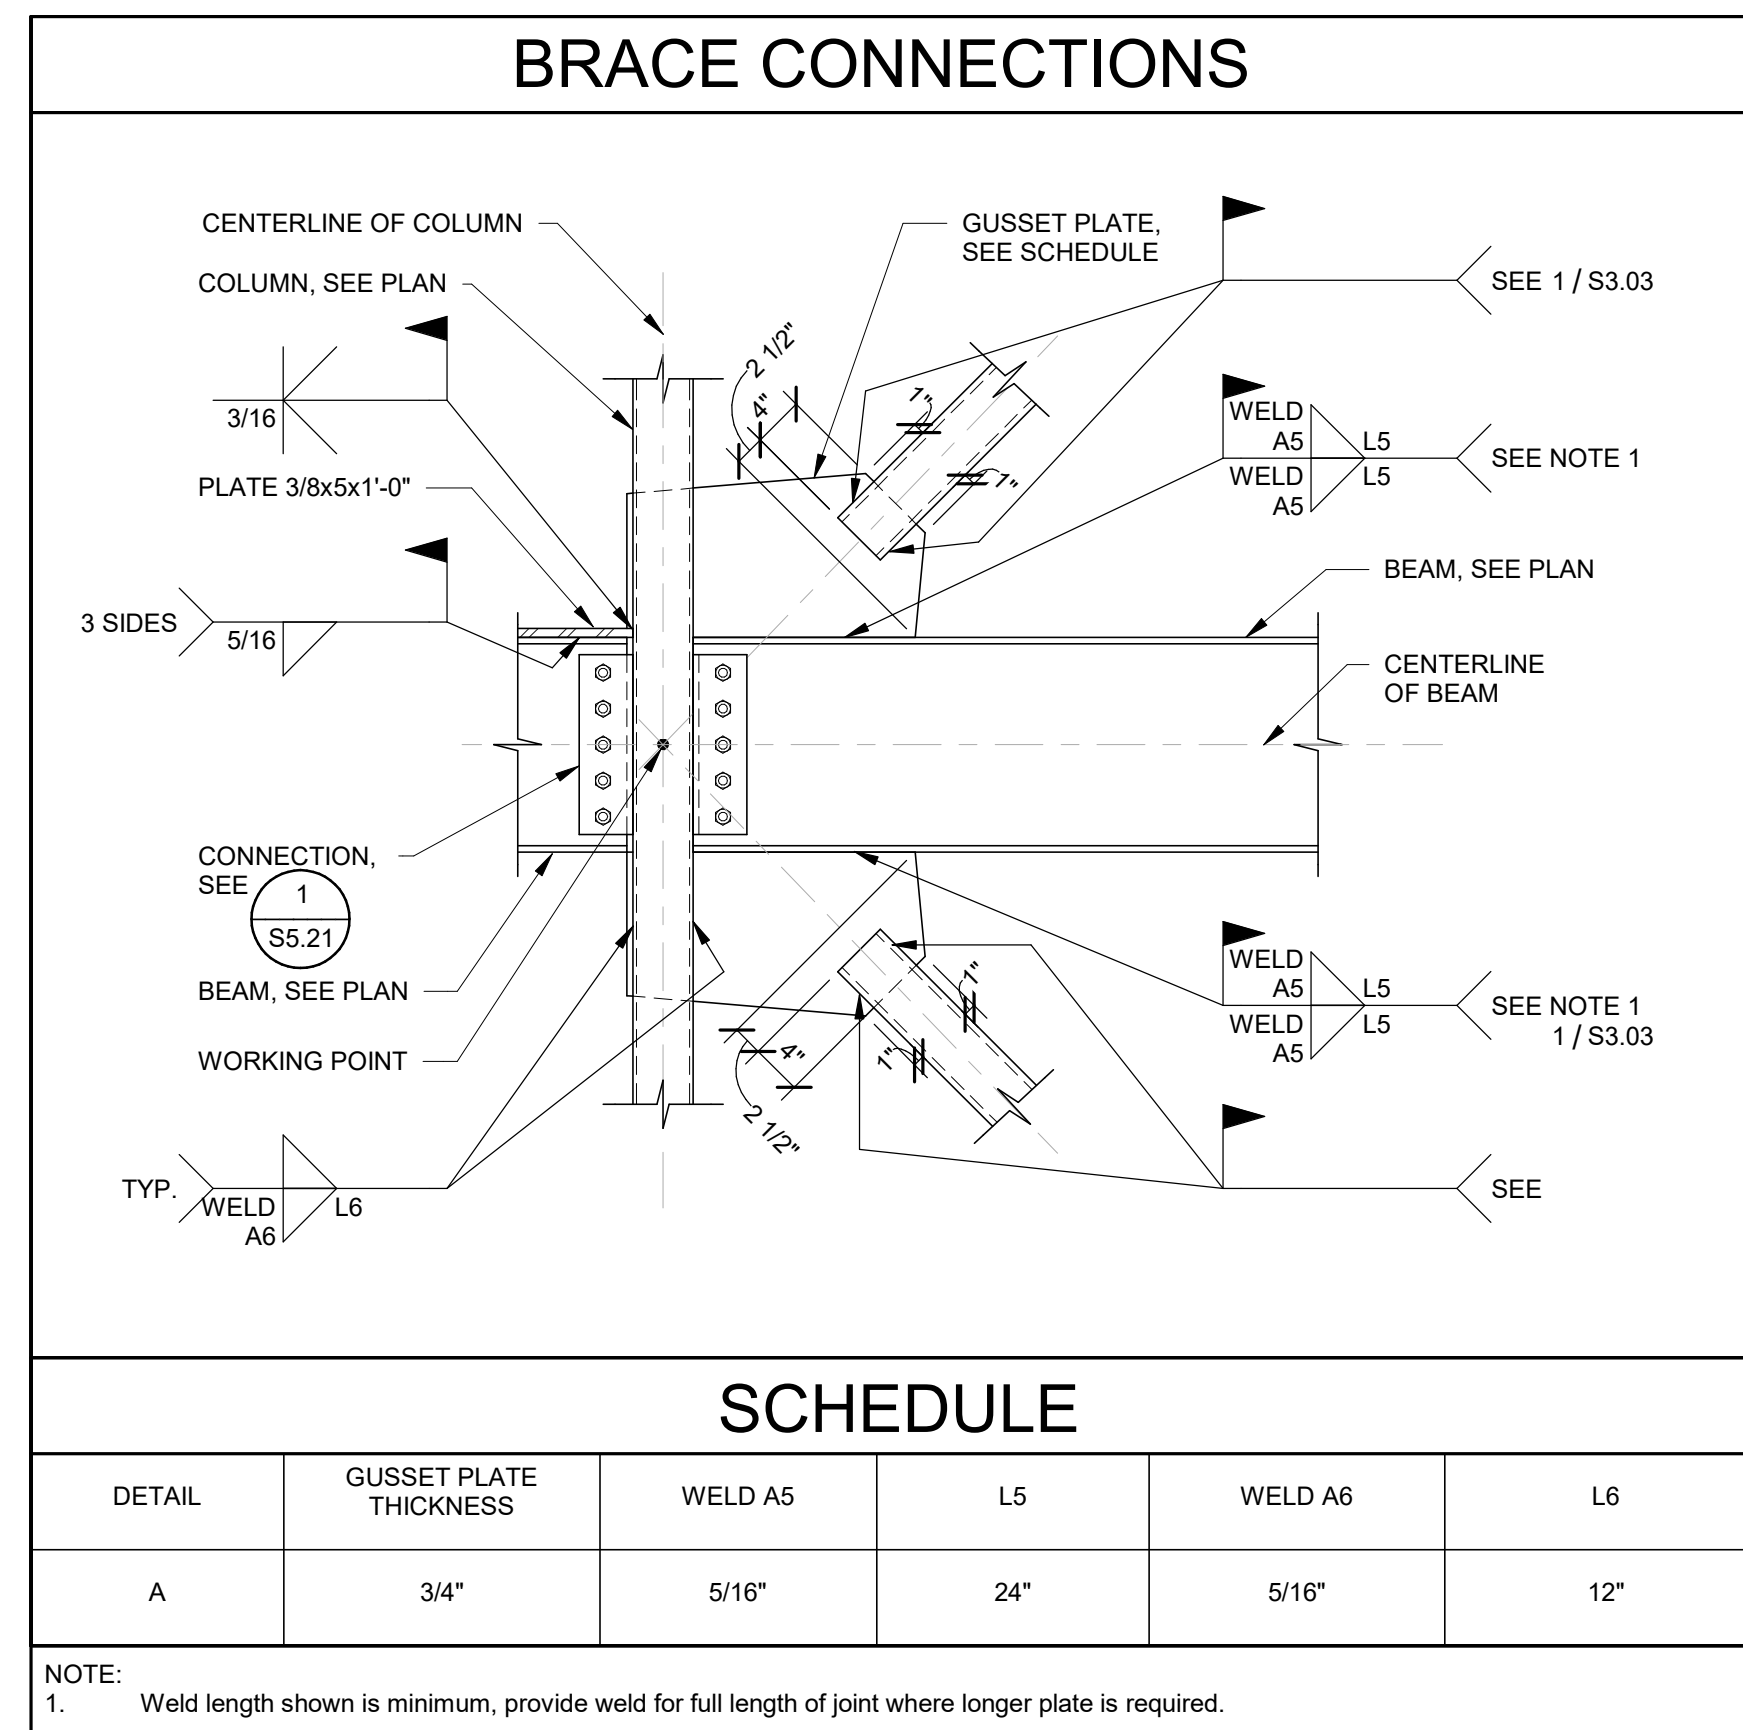 BRACE CONNECTIONS
CENTERLINE OF COLUMN
GUSSET PLATE,
SEE SCHEDULE
COLUMN, SEE PLAN
SEE 1 / S3.03
3/16
2 1/2"
4"
1"
1"
WELD
A5
L5
WELD
A5
L5
SEE NOTE 1
PLATE 3/8x5x1'-0"
BEAM, SEE PLAN
3 SIDES
5/16
CENTERLINE
OF BEAM
CONNECTION,
SEE
1
S5.21
BEAM, SEE PLAN
WORKING POINT
1"
1"
4"
2 1/2"
WELD
A5
L5
WELD
A5
L5
SEE NOTE 1
1 / S3.03
TYP.
WELD
A6
L6
SEE
SCHEDULE
DETAIL
GUSSET PLATE
THICKNESS
WELD A5
L5
WELD A6
L6
A
3/4"
5/16"
24"
5/16"
12"
NOTE:
1. Weld length shown is minimum, provide weld for full length of joint where longer plate is required.